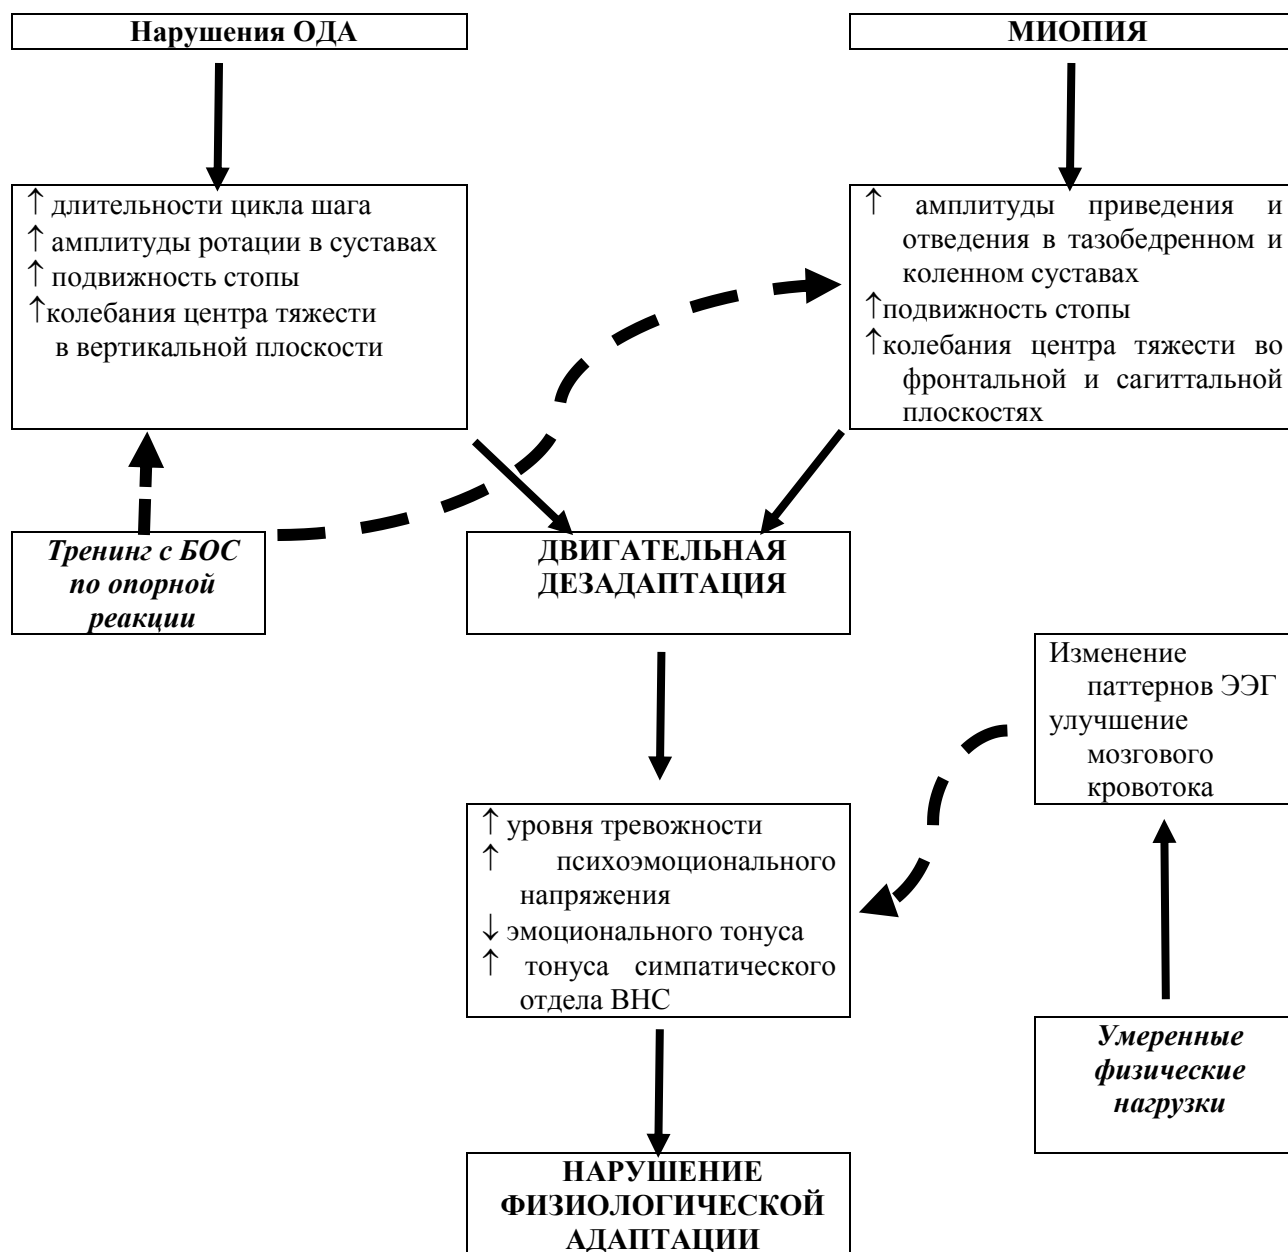 Нарушения ОДА
МИОПИЯ
↑ длительности цикла шага
↑ амплитуды ротации в суставах
↑ подвижность стопы
↑колебания центра тяжести
в вертикальной плоскости
↑ амплитуды приведения и
отведения в тазобедренном и
коленном суставах
↑подвижность стопы
↑колебания центра тяжести во
фронтальной и сагиттальной
плоскостях
Тренинг с БОС
по опорной
реакции
ДВИГАТЕЛЬНАЯ
ДЕЗАДАПТАЦИЯ
Изменение
паттернов ЭЭГ
улучшение
мозгового
кровотока
↑ уровня тревожности
↑ психоэмоционального
напряжения
↓ эмоционального тонуса
↑ тонуса симпатического
отдела ВНС
Умеренные
физические
нагрузки
НАРУШЕНИЕ
ФИЗИОЛОГИЧЕСКОЙ
АДАПТАЦИИ